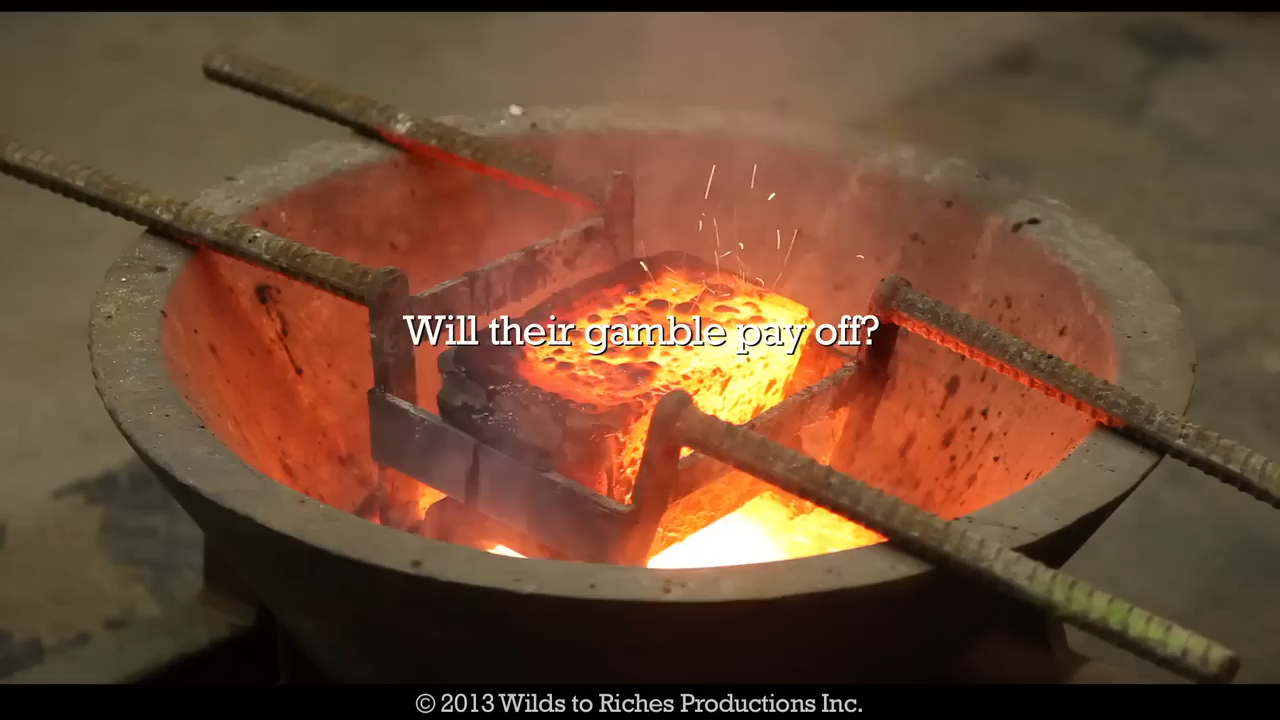 Will their gamble pay off?
© 2013 Wilds to Riches Productions Inc.